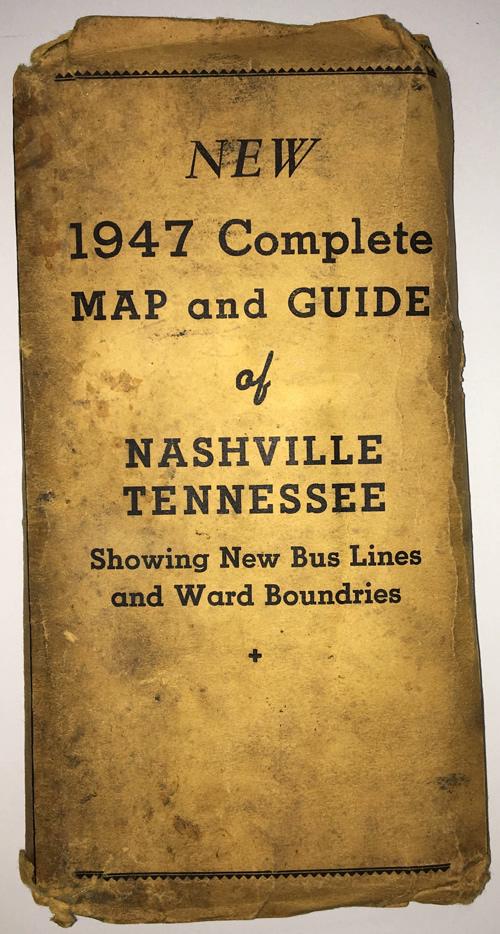 NEW
1947 Complete
MAP and GUIDE
of
NASHVILLE
TENNESSEE
Showing New Bus Lines
and Ward Boundries